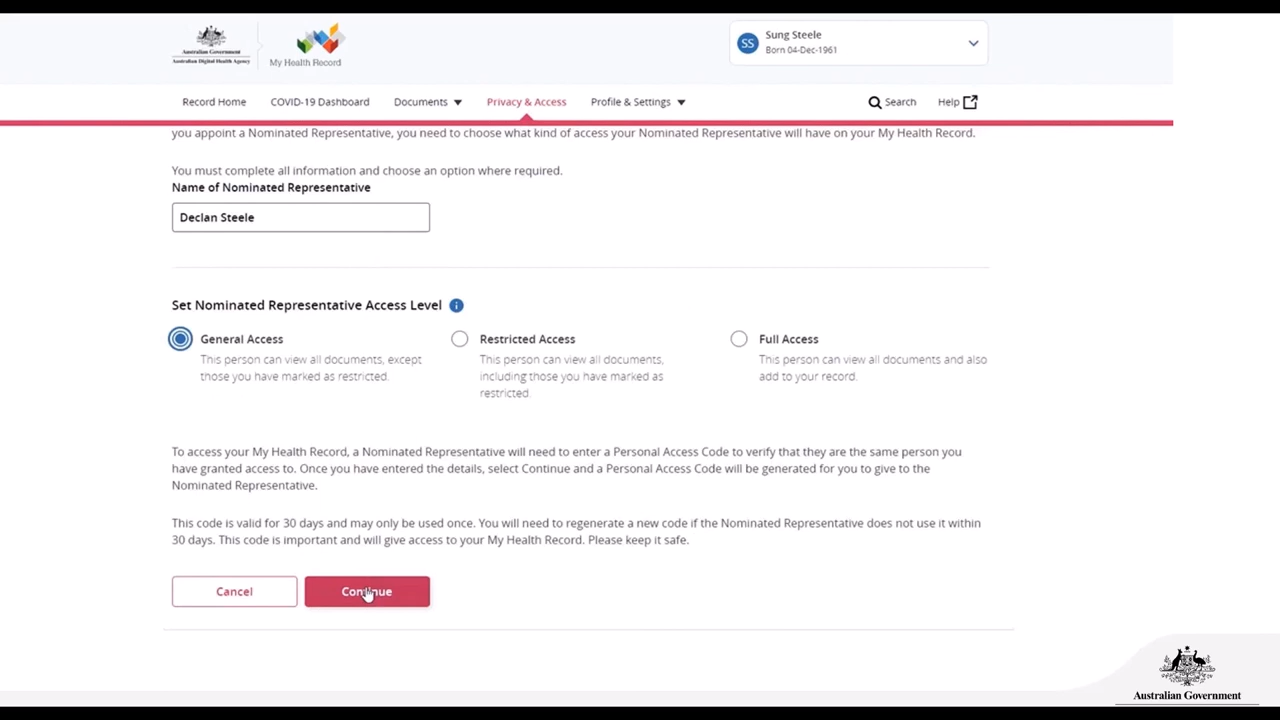 Australian Government
Australian Digital Health Agency
My Health Record
SS
Sung Steele
Born 04-Dec-1961
Record Home
COVID-19 Dashboard
Documents
Privacy & Access
Profile & Settings
Search
Help
you appoint a Nominated Representative, you need to choose what kind of access your Nominated Representative will have on your My Health Record.
You must complete all information and choose an option where required.
Name of Nominated Representative
Declan Steele
Set Nominated Representative Access Level
General Access
This person can view all documents, except
those you have marked as restricted.
Restricted Access
This person can view all documents,
including those you have marked as
restricted.
Full Access
This person can view all documents and also
add to your record.
To access your My Health Record, a Nominated Representative will need to enter a Personal Access Code to verify that they are the same person you
have granted access to. Once you have entered the details, select Continue and a Personal Access Code will be generated for you to give to the
Nominated Representative.
This code is valid for 30 days and may only be used once. You will need to regenerate a new code if the Nominated Representative does not use it within
30 days. This code is important and will give access to your My Health Record. Please keep it safe.
Cancel
Continue
Australian Government